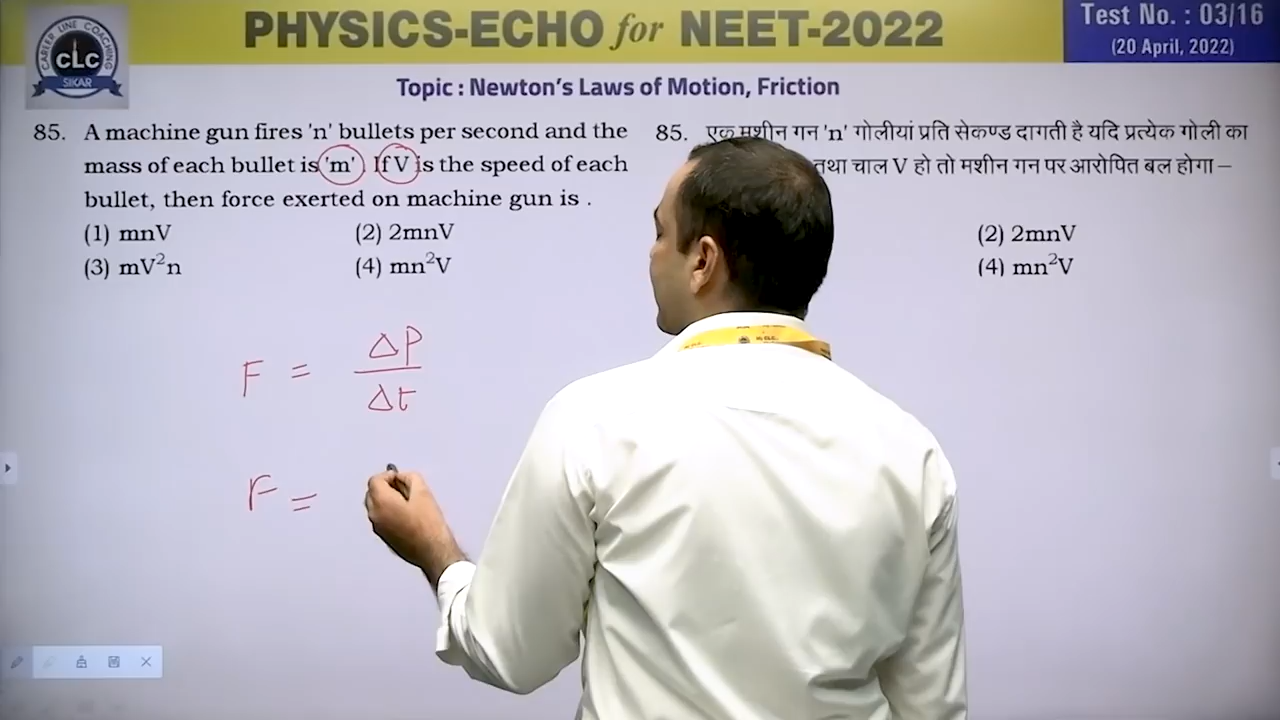 PHYSICS-ECHO for NEET-2022
Test No. : 03/16
(20 April, 2022)
CAREER LINE COACHING
CLC
SIKAR
Topic : Newton's Laws of Motion, Friction
85. A machine gun fires 'n' bullets per second and the
mass of each bullet is 'm' If V is the speed of each
bullet, then force exerted on machine gun is .
(1) mnV (2) 2mnV
(3) mV²n (4) mn²V
85. एक मशीन गन 'n' गोलीयां प्रति सेकण्ड दागती है यदि प्रत्येक गोली का
तथा चाल V हो तो मशीन गन पर आरोपित बल होगा –
(2) 2mnV
(4) mn²V
F = ΔP / Δt
F =